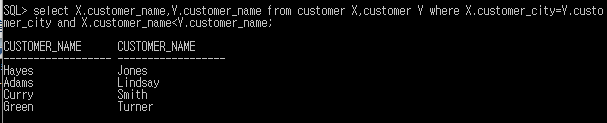 SQL> select X.customer_name,Y.customer_name from customer X,customer Y where X.customer_city=Y.custo
mer_city and X.customer_name<Y.customer_name;
CUSTOMER_NAME CUSTOMER_NAME
----------------- -----------------
Hayes Jones
Adams Lindsay
Curry Smith
Green Turner